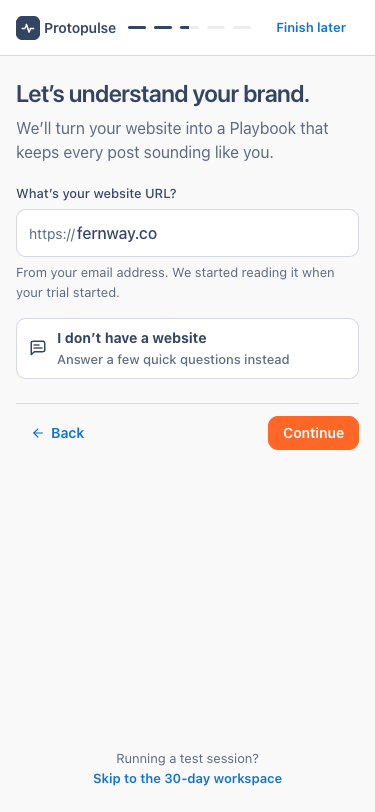 Protopulse
Finish later
Let’s understand your brand.
We’ll turn your website into a Playbook that
keeps every post sounding like you.
What’s your website URL?
https://fernway.co
From your email address. We started reading it when
your trial started.
I don’t have a website
Answer a few quick questions instead
← Back
Continue
Running a test session?
Skip to the 30-day workspace